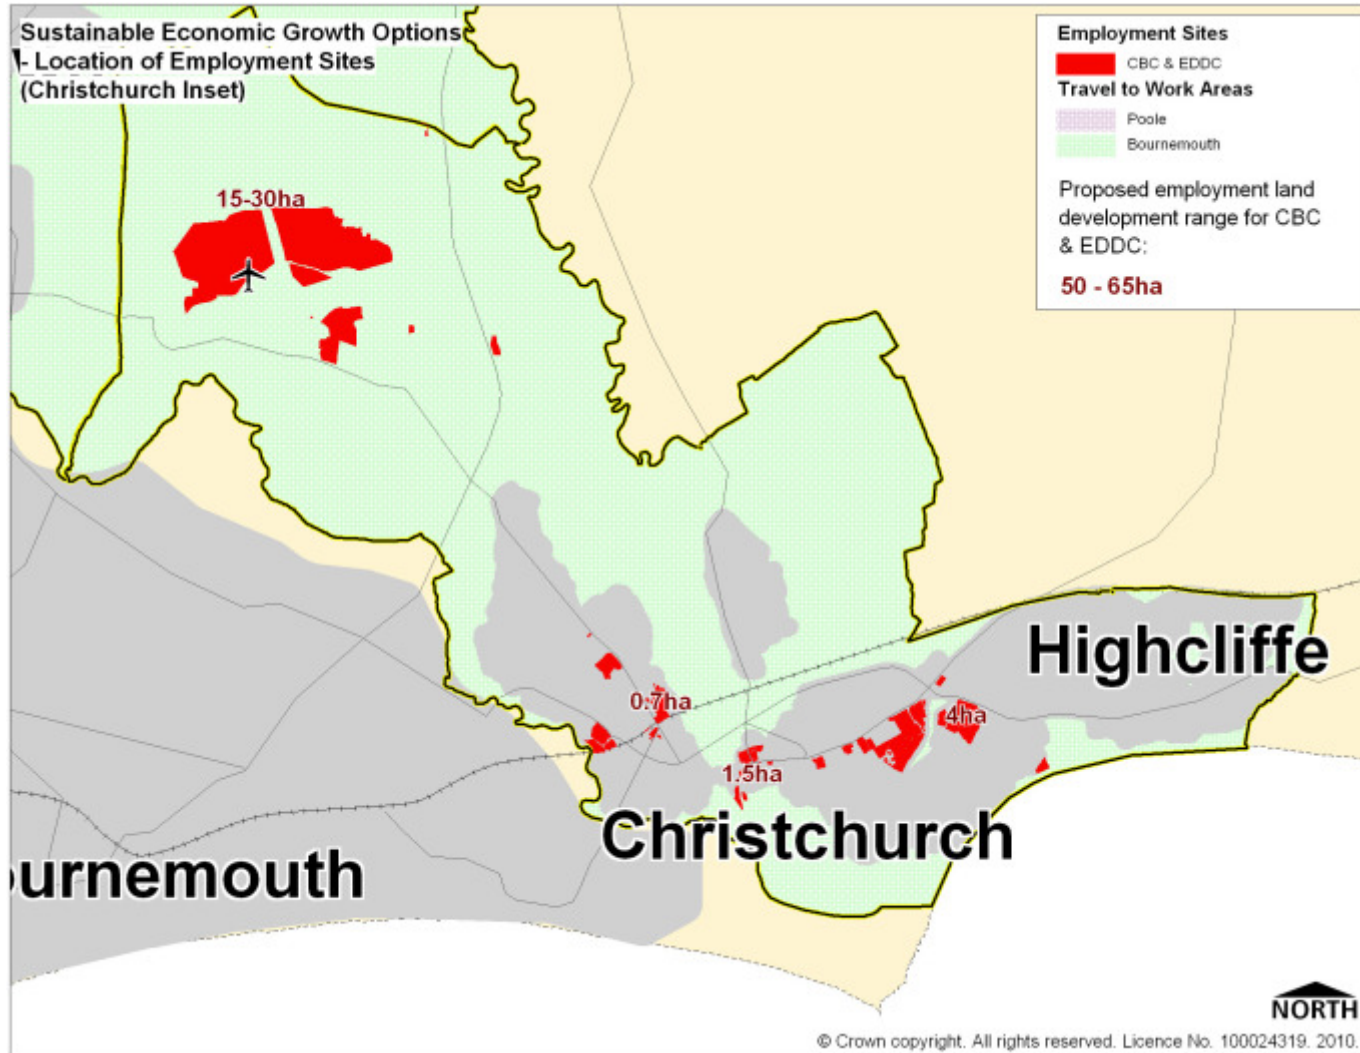 Sustainable Economic Growth Options
- Location of Employment Sites
(Christchurch Inset)
Employment Sites
CBC & EDDC
Travel to Work Areas
Poole
Bournemouth
Proposed employment land
development range for CBC
& EDDC:
50 - 65ha
15-30ha
Highcliffe
0.7ha
4ha
1.5ha
Christchurch
ournemouth
NORTH
© Crown copyright. All rights reserved. Licence No. 100024319. 2010.